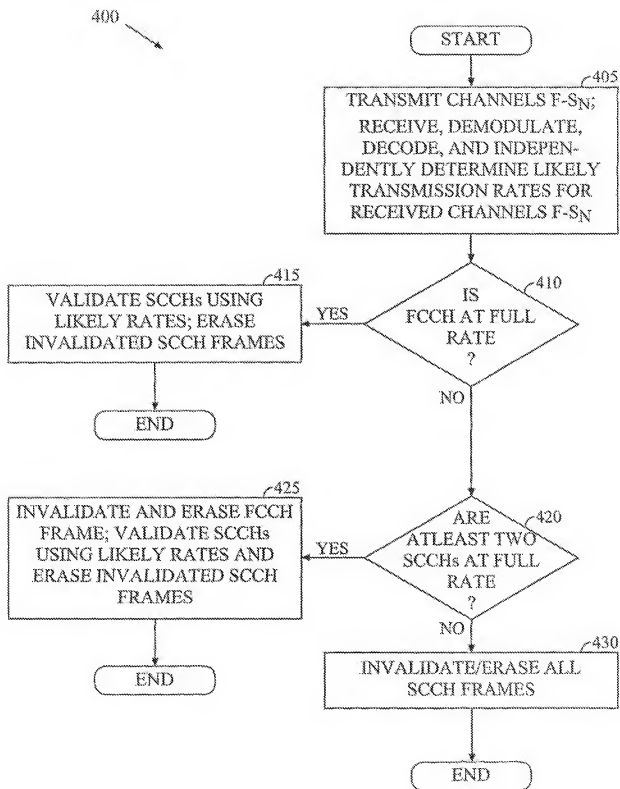 400
START
405
TRANSMIT CHANNELS F-SN;
RECEIVE, DEMODULATE,
DECODE, AND INDEPEN-
DENTLY DETERMINE LIKELY
TRANSMISSION RATES FOR
RECEIVED CHANNELS F-SN
410
IS
FCCH AT FULL
RATE
?
YES
NO
415
VALIDATE SCCHs USING
LIKELY RATES; ERASE
INVALIDATED SCCH FRAMES
END
420
ARE
ATLEAST TWO
SCCHs AT FULL
RATE
?
YES
NO
425
INVALIDATE AND ERASE FCCH
FRAME; VALIDATE SCCHs
USING LIKELY RATES AND
ERASE INVALIDATED SCCH
FRAMES
END
430
INVALIDATE/ERASE ALL
SCCH FRAMES
END